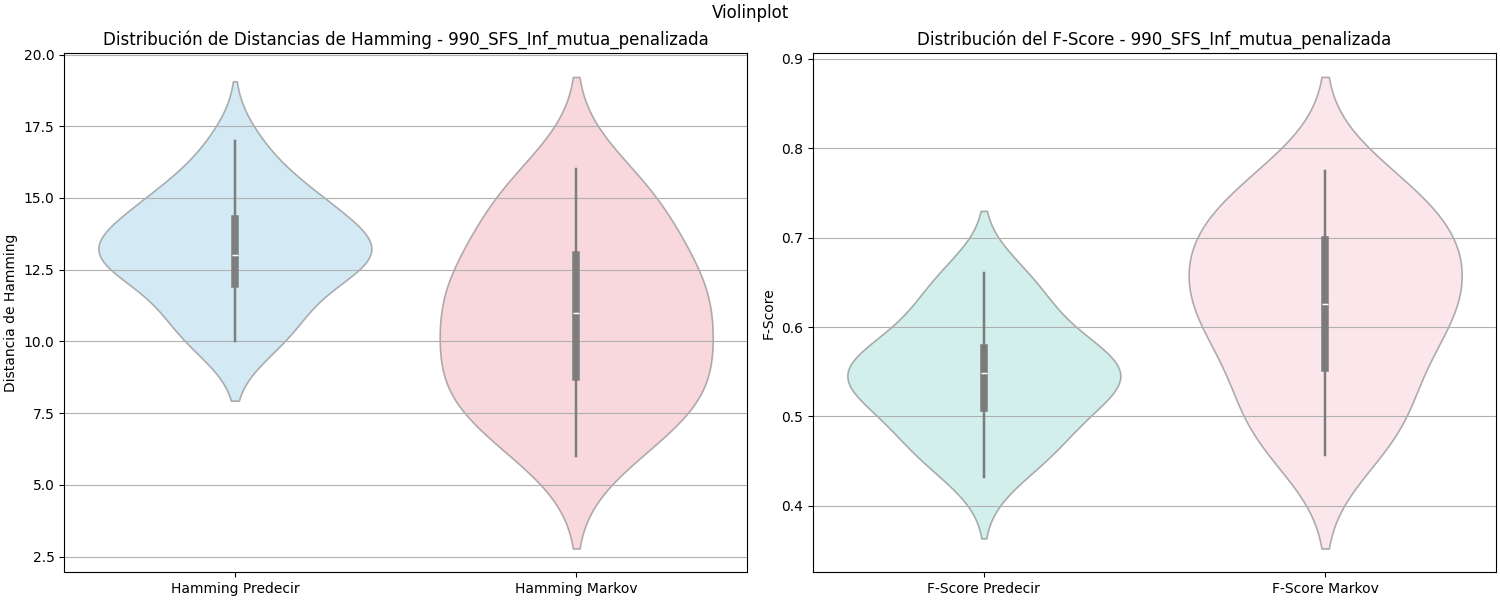 Violinplot
Distribución de Distancias de Hamming - 990_SFS_Inf_mutua_penalizada
20.0
17.5
15.0
12.5
10.0
7.5
5.0
2.5
Distancia de Hamming
Hamming Predecir
Hamming Markov
Distribución del F-Score - 990_SFS_Inf_mutua_penalizada
0.9
0.8
0.7
0.6
0.5
0.4
F-Score
F-Score Predecir
F-Score Markov